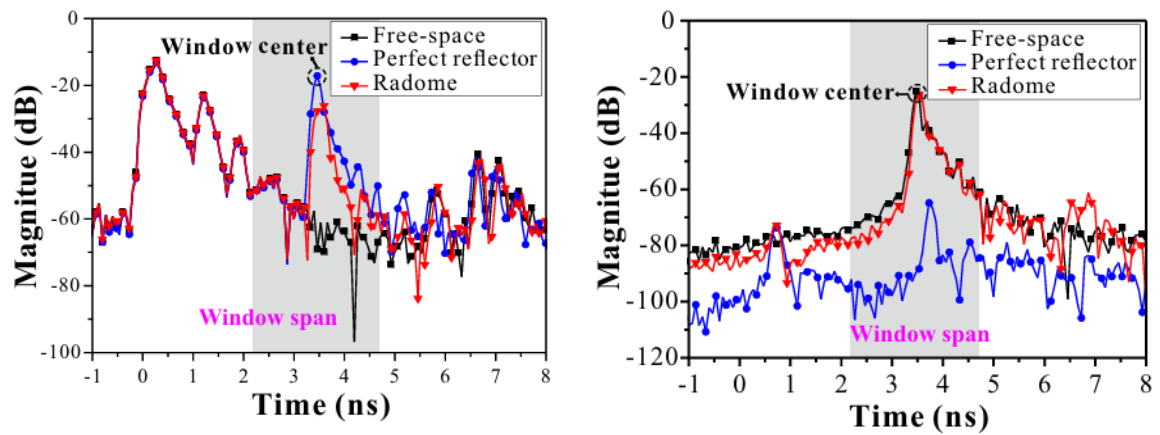 Magnitue (dB)
0
-20
-40
-60
-80
-100
-1 0 1 2 3 4 5 6 7 8
Time (ns)
Free-space
Perfect reflector
Radome
Window center
Window span
Magnitue (dB)
0
-20
-40
-60
-80
-100
-120
-1 0 1 2 3 4 5 6 7 8
Time (ns)
Free-space
Perfect reflector
Radome
Window center
Window span